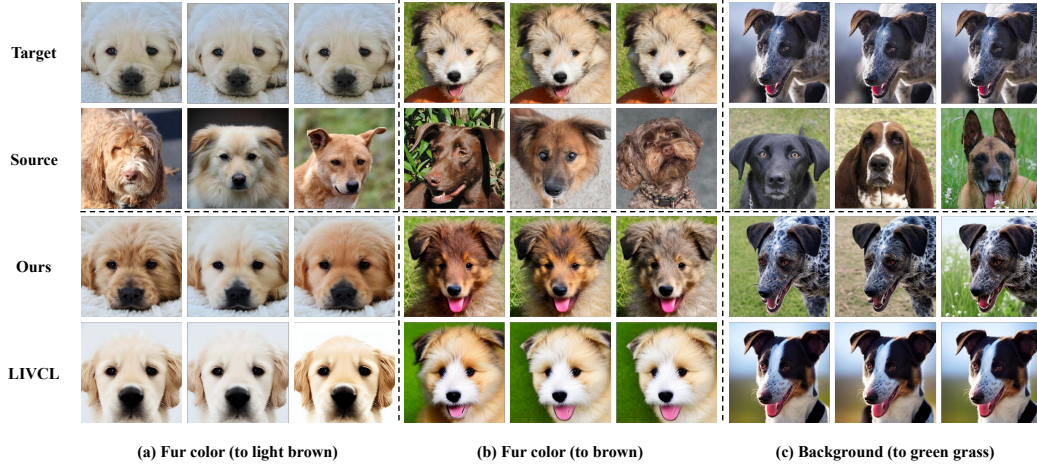 Target
Source
Ours
LIVCL
(a) Fur color (to light brown)
(b) Fur color (to brown)
(c) Background (to green grass)